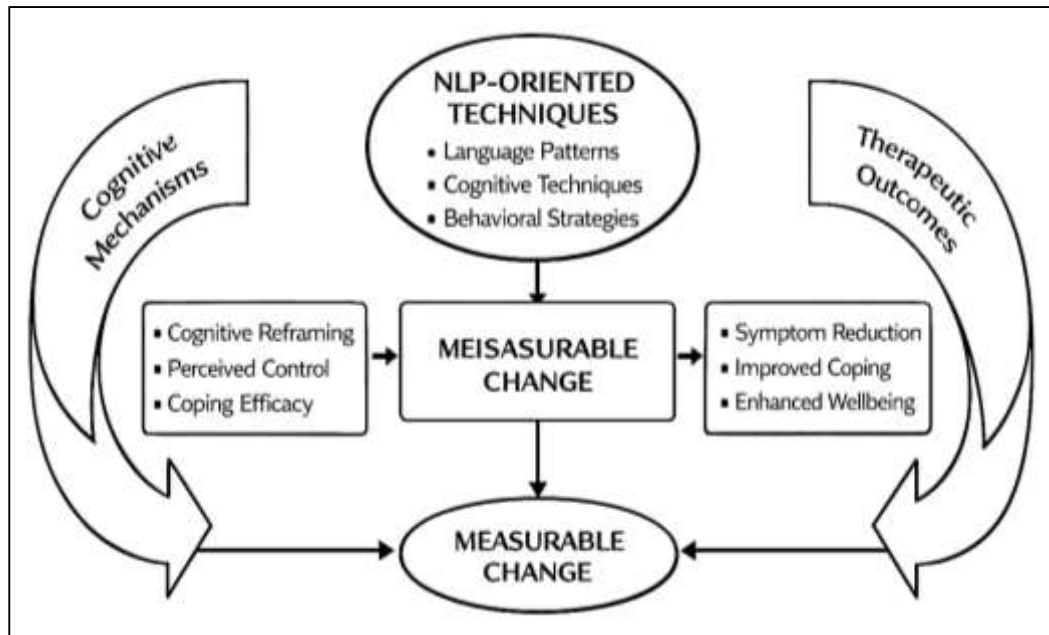 NLP-ORIENTED
TECHNIQUES
• Language Patterns
▪ Cognitive Techniques
▪ Behavioral Strategies
Cognitive
Mechanisms
Therapeutic
Outcomes
▪ Cognitive Reframing
▪ Perceived Control
▪ Coping Efficacy
MEISASURABLE
CHANGE
▪ Symptom Reduction
▪ Improved Coping
▪ Enhanced Wellbeing
MEASURABLE
CHANGE